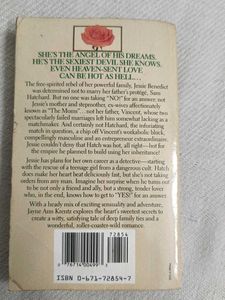 SHE'S THE ANGEL OF HIS DREAMS.
HE'S THE SEXIEST DEVIL SHE KNOWS.
EVEN HEAVEN-SENT LOVE
CAN BE HOT AS HELL...
The free-spirited rebel of her powerful family, Jessie Benedict
was determined not to marry her father's protégé, Sam
Hatchard. But no one was taking "NO!" for an answer: not
Jessie's mother and stepmother, ex-wives affectionately
known as "The Moms"...not her father, Vincent, whose two
spectacularly failed marriages left him somewhat lacking as a
matchmaker. And certainly not Hatchard, the infuriatingly
match in question, a chip off Vincent's workaholic block,
compellingly masculine and an entrepreneur extraordinaire.
Jessie couldn't deny that Hatch was hot, all right—hot for
the empire he planned to build using her inheritance!
Jessie has plans for her own career as a detective—starting
with the rescue of a teenage girl from a dangerous cult. Hatch
does make her heart beat deliciously fast, but she's not taking
orders from any man. Imagine her surprise when he turns out
to be not only a friend and ally, but a strong, tender lover
who, in the end, knows how to get to "YES!" for an answer.
With a heady mix of exciting sensuality and adventure,
Jayne Ann Krentz explores the heart's sweetest secrets to
create a witty, satisfying tale of deep family ties and a
wonderful, roller-coaster-wild romance.
72854
0 76714 00499 3
ISBN 0-671-72854-7